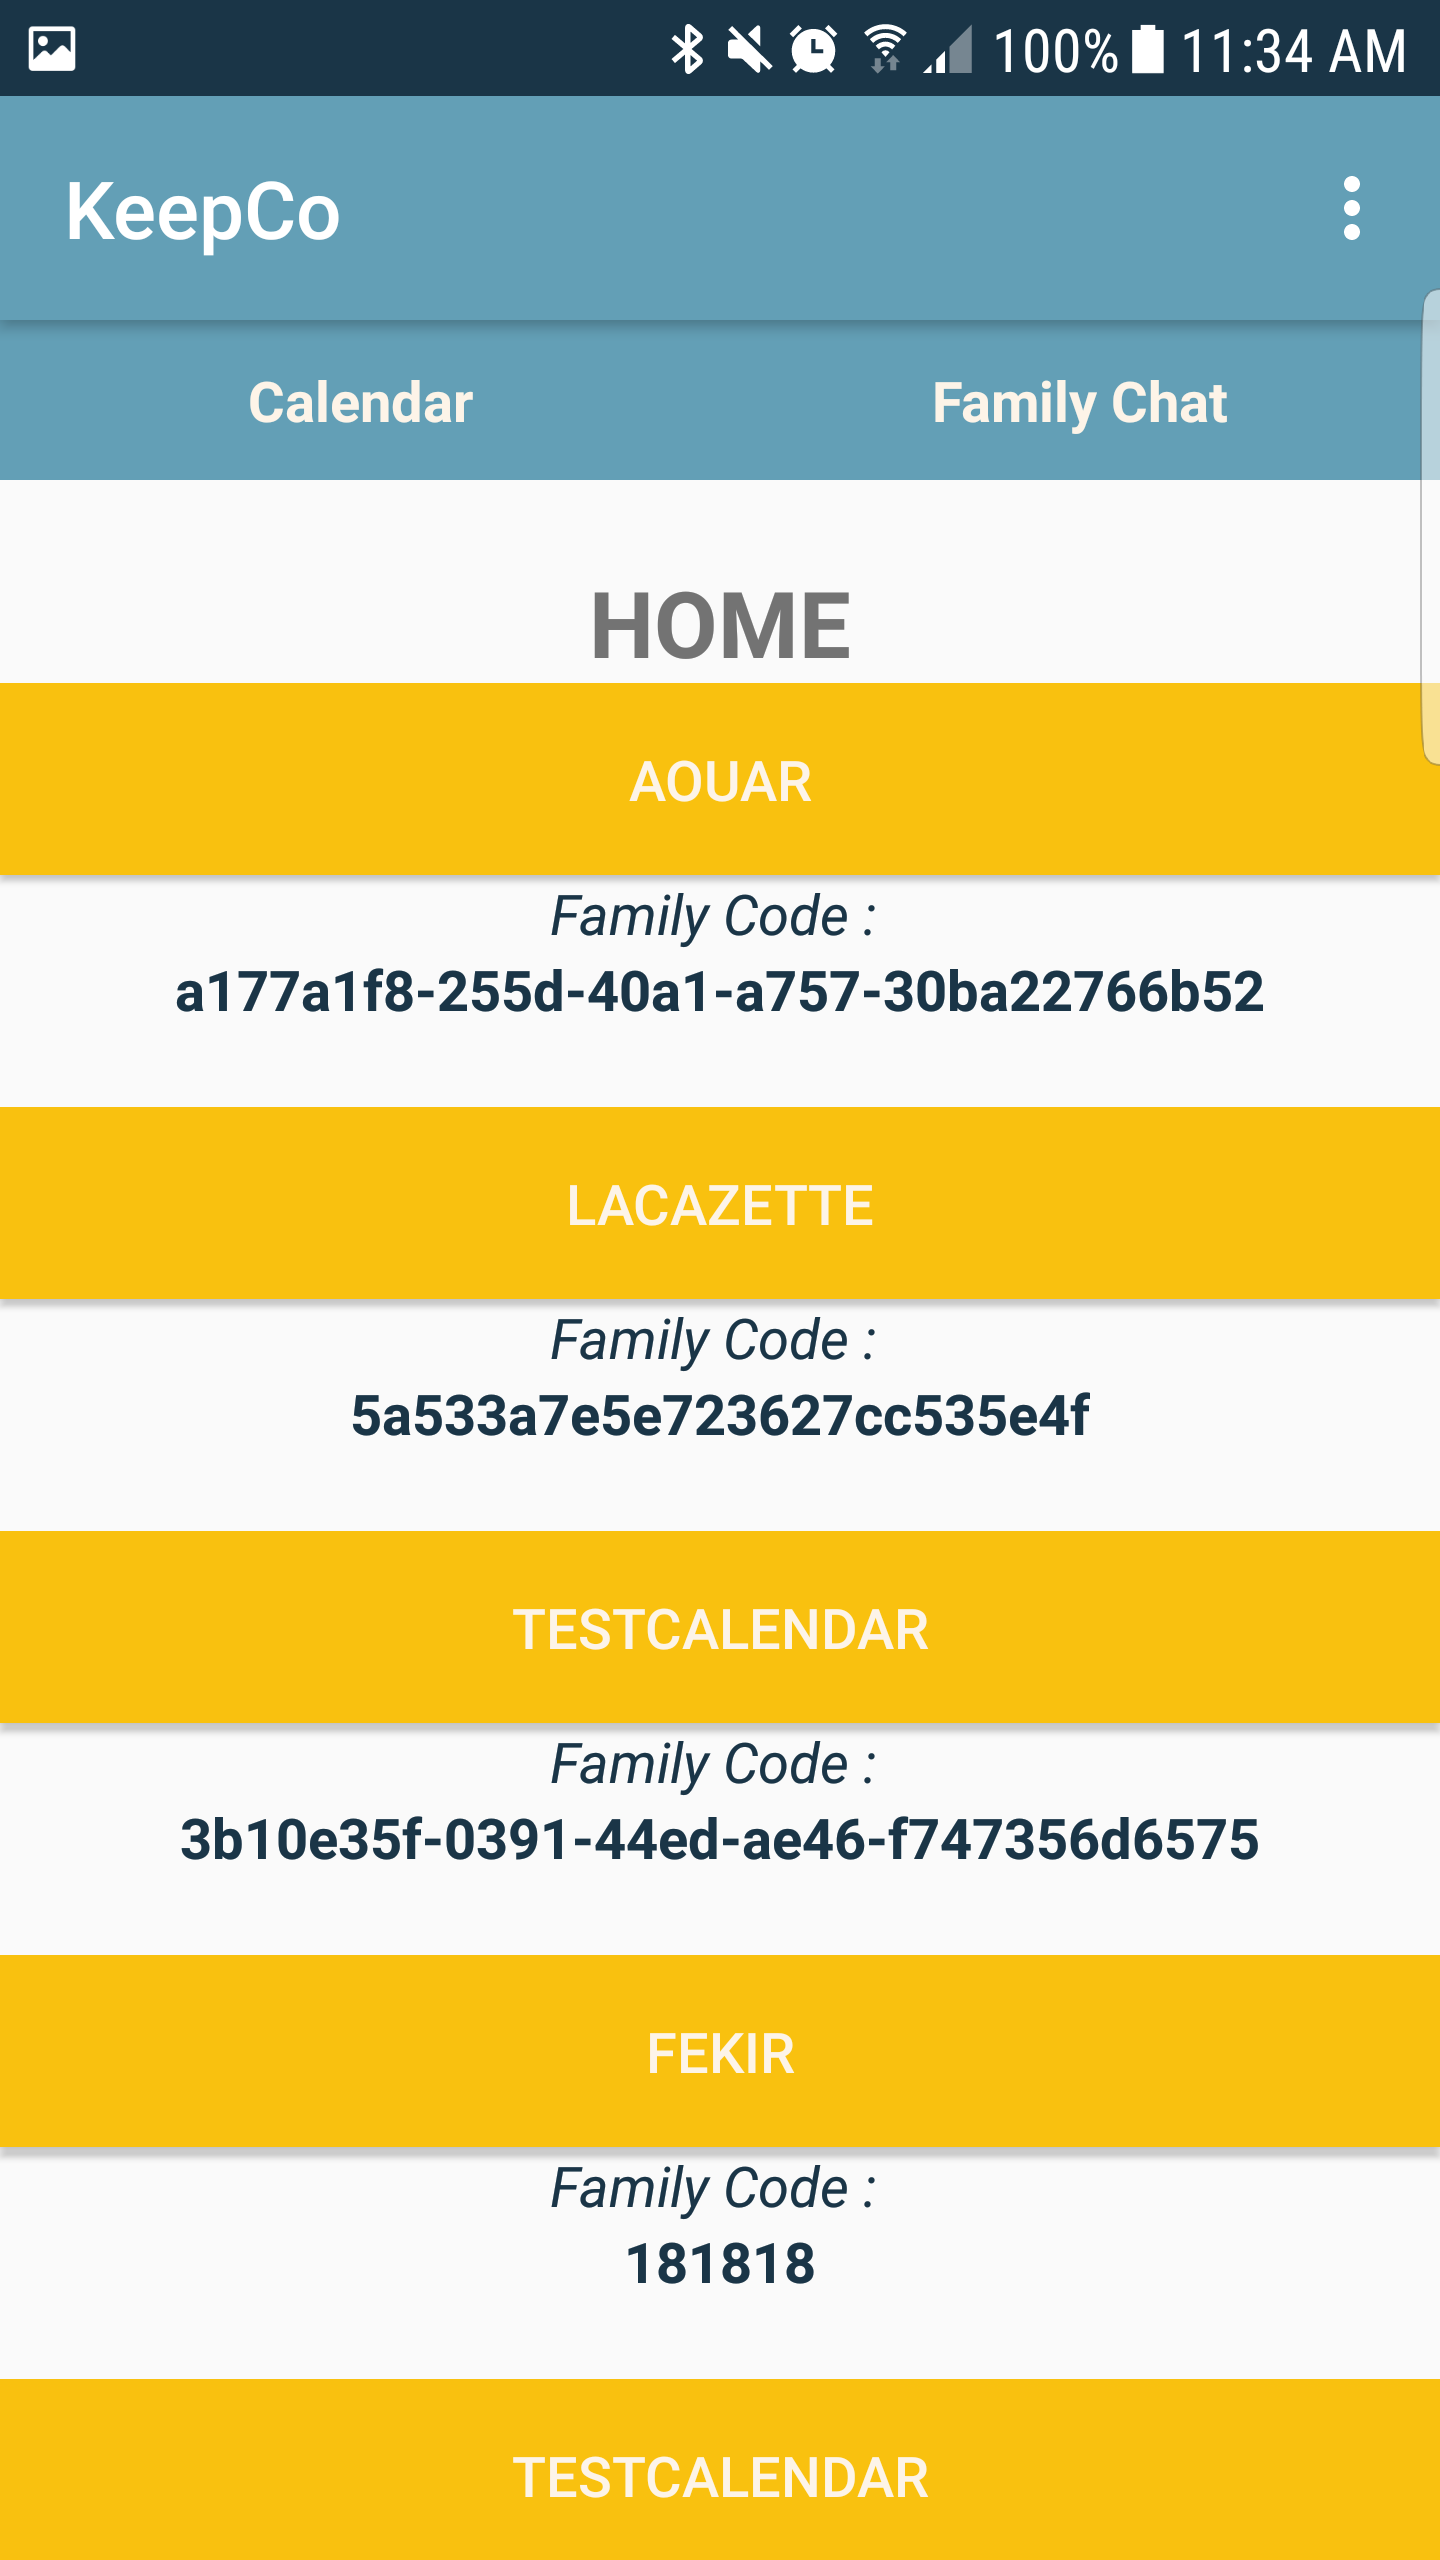 100% 11:34 AM
KeepCo
Calendar Family Chat
HOME
AOUAR
Family Code :
a177a1f8-255d-40a1-a757-30ba22766b52
LACAZETTE
Family Code :
5a533a7e5e723627cc535e4f
TESTCALENDAR
Family Code :
3b10e35f-0391-44ed-ae46-f747356d6575
FEKIR
Family Code :
181818
TESTCALENDAR